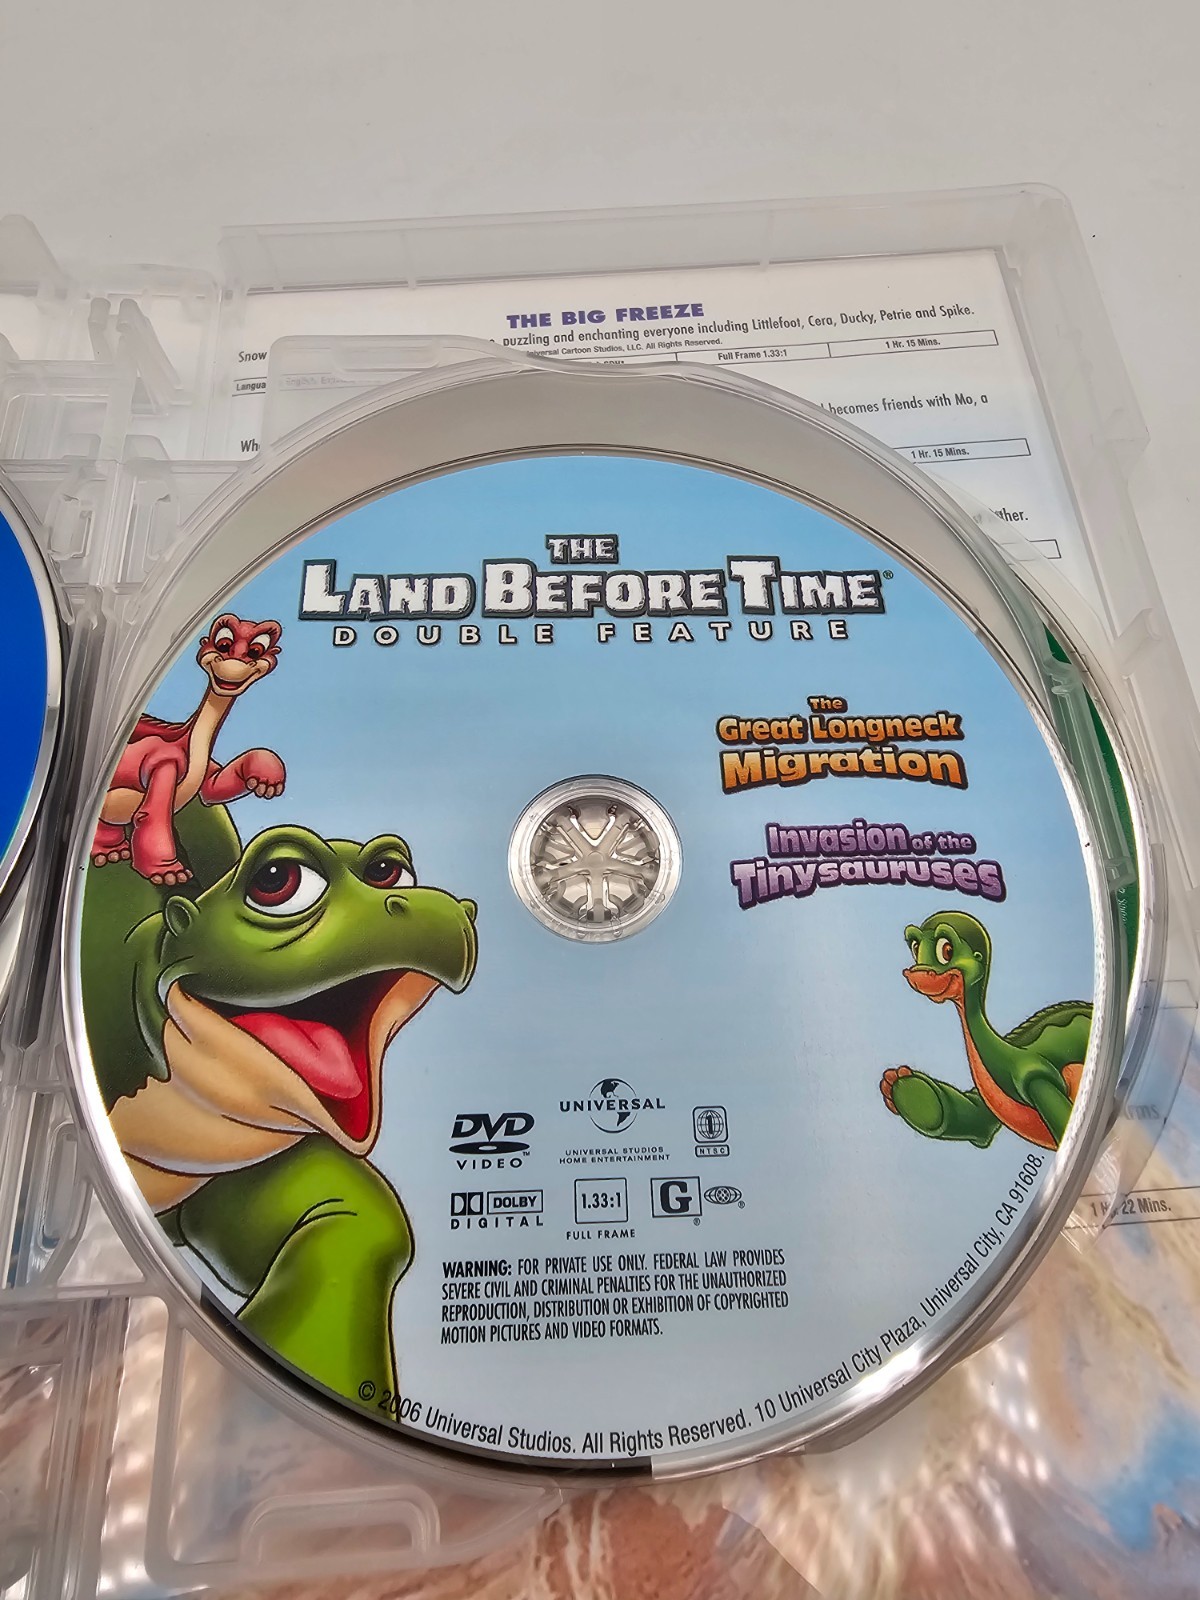 THE BIG FREEZE
puzzling and enchanting everyone including Littlefoot, Cera, Ducky, Petrie and Spike.
Snow
Universal Cartoon Studios, LLC. All Rights Reserved.
Full Frame 1.33:1
1 Hr. 15 Mins.
Langua
becomes friends with Mo, a
Wh
1 Hr. 15 Mins.
THE
LAND BEFORE TIME®
DOUBLE FEATURE
The
Great Longneck
Migration
Invasion of the
Tinysauruses
DVD
VIDEO™
UNIVERSAL
UNIVERSAL STUDIOS
HOME ENTERTAINMENT
1
NTSC
DOLBY
DIGITAL
1.33:1
FULL FRAME
G®
®
WARNING: FOR PRIVATE USE ONLY. FEDERAL LAW PROVIDES
SEVERE CIVIL AND CRIMINAL PENALTIES FOR THE UNAUTHORIZED
REPRODUCTION, DISTRIBUTION OR EXHIBITION OF COPYRIGHTED
MOTION PICTURES AND VIDEO FORMATS.
© 2006 Universal Studios. All Rights Reserved. 10 Universal City Plaza, Universal City, CA 91608.
22 Mins.